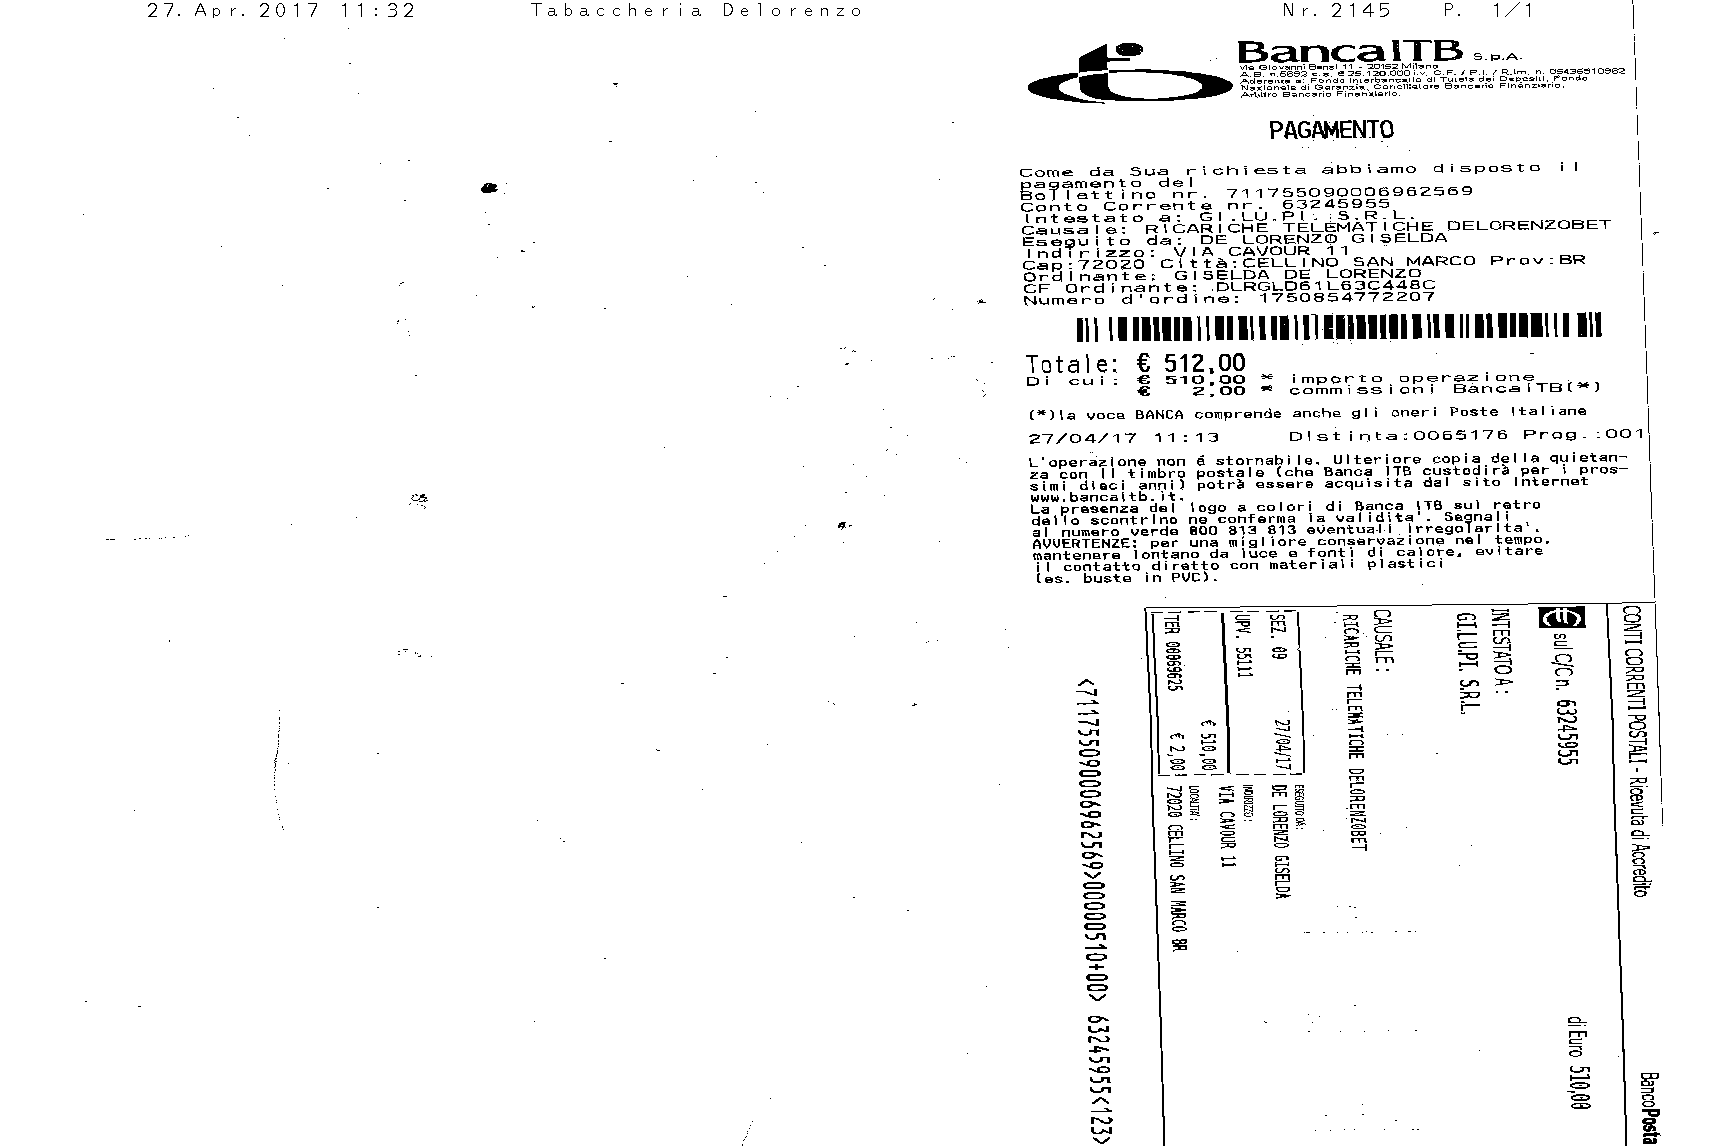 27. Apr. 2017 11:32 Tabaccheria Delorenzo Nr. 2145 P. 1/1
BancaITB S.p.A.
Via Giovanni Bensi 11 - 20152 Milano
A.B. n.5692 c.s. € 25.120.000 i.v. C.F. / P.I. / R.Im. n. 05436910962
Aderente a: Fondo Interbancario di Tutela dei Depositi, Fondo
Nazionale di Garanzia, Conciliatore Bancario Finanziario,
Arbitro Bancario Finanziario.
PAGAMENTO
Come da Sua richiesta abbiamo disposto il
pagamento del
Bollettino nr. 711755090006962569
Conto Corrente nr. 63245955
Intestato a: GI.LU.PI. S.R.L.
Causale: RICARICHE TELEMATICHE DELORENZOBET
Eseguito da: DE LORENZO GISELDA
Indirizzo: VIA CAVOUR 11
Cap:72020 Città:CELLINO SAN MARCO Prov:BR
Ordinante: GISELDA DE LORENZO
CF Ordinante: DLRGLD61L63C448C
Numero d'ordine: 1750854772207
Totale: € 512,00
Di cui: € 510,00 * importo operazione
€ 2,00 * commissioni BancaITB(*)
(*)la voce BANCA comprende anche gli oneri Poste Italiane
27/04/17 11:13 Distinta:0065176 Prog.:001
L'operazione non é stornabile. Ulteriore copia della quietan-
za con il timbro postale (che Banca ITB custodirà per i pros-
simi dieci anni) potrà essere acquisita dal sito Internet
www.bancaitb.it.
La presenza del logo a colori di Banca ITB sul retro
dello scontrino ne conferma la validita'. Segnali
al numero verde 800 813 813 eventuali irregolarita'.
AVVERTENZE: per una migliore conservazione nel tempo,
mantenere lontano da luce e fonti di calore, evitare
il contatto diretto con materiali plastici
(es. buste in PVC).
CONTI CORRENTI POSTALI - Ricevuta di Accredito BancoPosta
sul C/C n. 63245955 di Euro 510,00
INTESTATO A:
GI.LU.PI. S.R.L.
CAUSALE:
RICARICHE TELEMATICHE DELORENZOBET
SEZ. 09 27/04/17
UPV. 55111
€ 510,00
TER 00069625 € 2,00
ESEGUITO DA:
DE LORENZO GISELDA
INDIRIZZO:
VIA CAVOUR 11
LOCALITA':
72020 CELLINO SAN MARCO BR
<711755090006962569>00000510+00> 63245955<123>